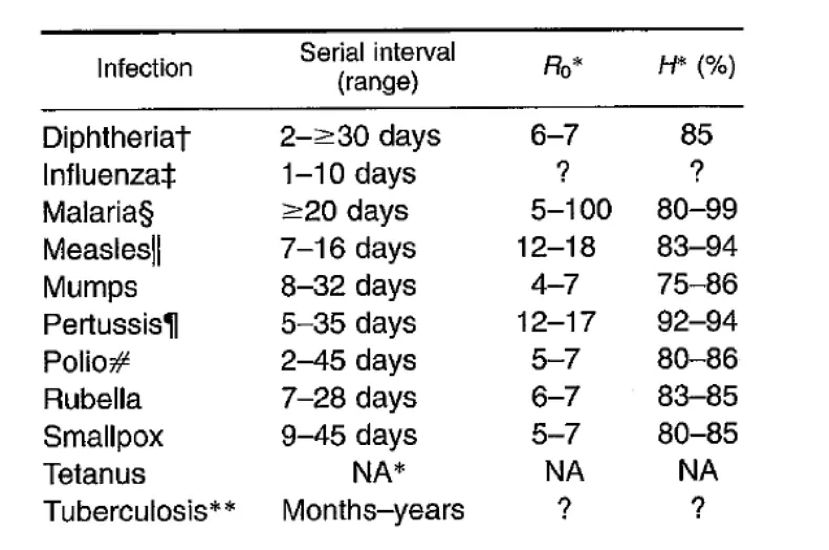 Infection Serial interval (range) R₀* H* (%)
Diphtheria† 2–≥30 days 6–7 85
Influenza‡ 1–10 days ? ?
Malaria§ ≥20 days 5–100 80–99
Measles‖ 7–16 days 12–18 83–94
Mumps 8–32 days 4–7 75–86
Pertussis¶ 5–35 days 12–17 92–94
Polio# 2–45 days 5–7 80–86
Rubella 7–28 days 6–7 83–85
Smallpox 9–45 days 5–7 80–85
Tetanus NA* NA NA
Tuberculosis** Months–years ? ?